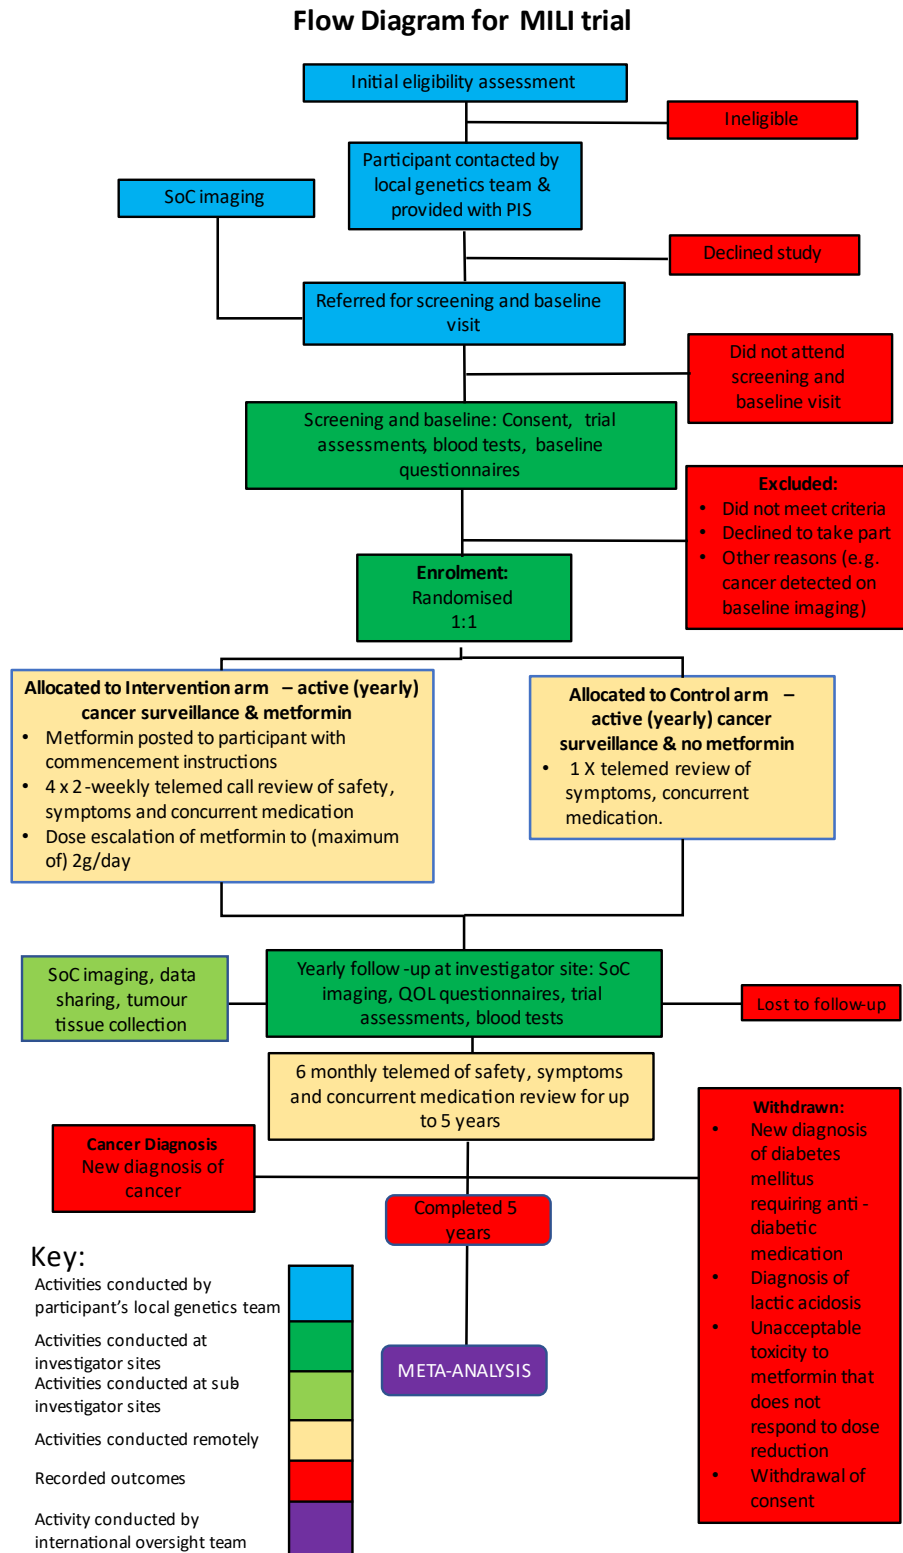 Flow Diagram for MILI trial
Initial eligibility assessment
Ineligible
Participant contacted by
local genetics team &
provided with PIS
SoC imaging
Declined study
Referred for screening and baseline
visit
Did not attend
screening and
baseline visit
Screening and baseline: Consent, trial
assessments, blood tests, baseline
questionnaires
Excluded:
• Did not meet criteria
• Declined to take part
• Other reasons (e.g.
cancer detected on
baseline imaging)
Enrolment:
Randomised
1:1
Allocated to Intervention arm – active (yearly)
cancer surveillance & metformin
• Metformin posted to participant with
commencement instructions
• 4 x 2-weekly telemed call review of safety,
symptoms and concurrent medication
• Dose escalation of metformin to (maximum
of) 2g/day
Allocated to Control arm –
active (yearly) cancer
surveillance & no metformin
• 1 X telemed review of
symptoms, concurrent
medication.
SoC imaging, data
sharing, tumour
tissue collection
Yearly follow-up at investigator site: SoC
imaging, QOL questionnaires, trial
assessments, blood tests
Lost to follow-up
6 monthly telemed of safety, symptoms
and concurrent medication review for up
to 5 years
Cancer Diagnosis
New diagnosis of
cancer
Withdrawn:
• New diagnosis
of diabetes
mellitus
requiring anti-
diabetic
medication
• Diagnosis of
lactic acidosis
• Unacceptable
toxicity to
metformin that
does not
respond to dose
reduction
• Withdrawal of
consent
Completed 5
years
META-ANALYSIS
Key:
Activities conducted by
participant's local genetics team
Activities conducted at
investigator sites
Activities conducted at sub
investigator sites
Activities conducted remotely
Recorded outcomes
Activity conducted by
international oversight team